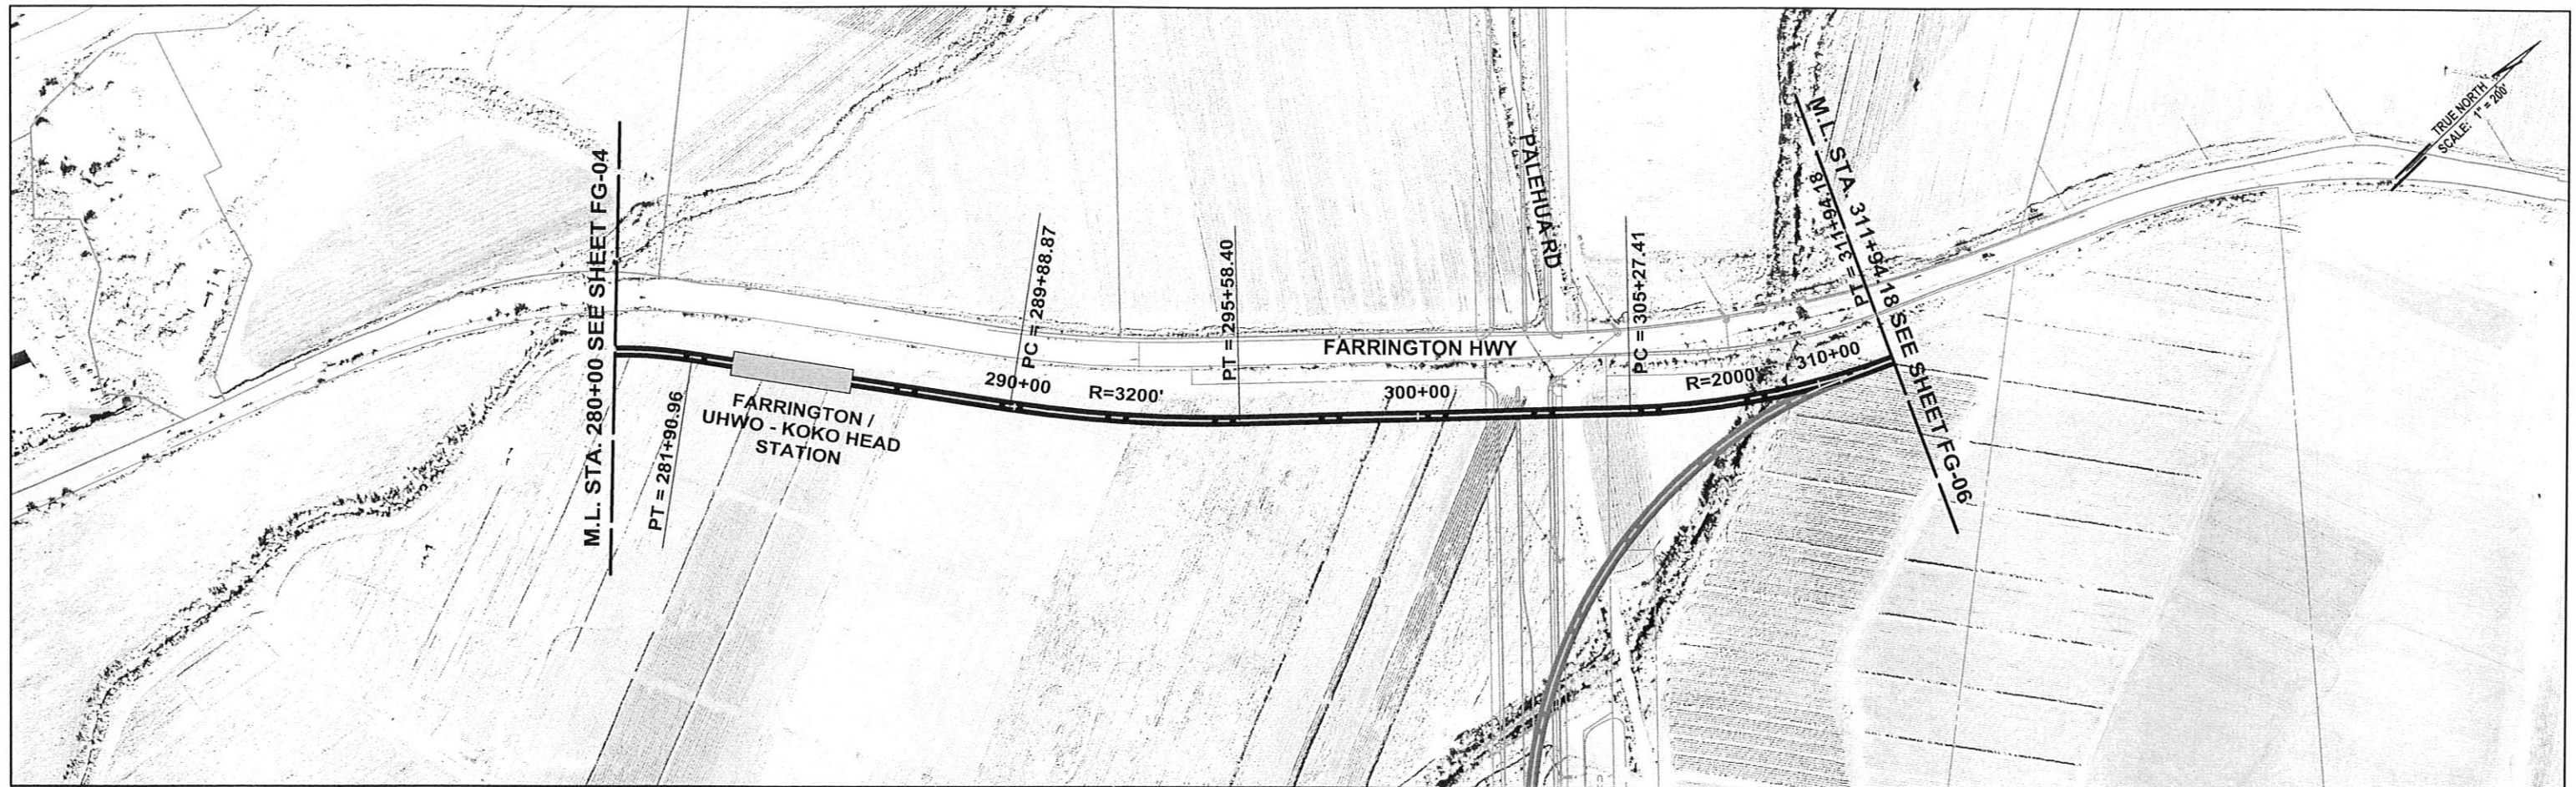 M.L. STA. 280+00 SEE SHEET FG-04
PT = 281+90.96
FARRINGTON /
UHWO - KOKO HEAD
STATION
PC = 289+88.87
290+00
R=3200'
PT = 295+58.40
FARRINGTON HWY
300+00
PALEHUA RD
PC = 305+27.41
R=2000'
310+00
PT = 311+94.18
M.L. STA. 311+94.18 SEE SHEET FG-06
TRUE NORTH
SCALE: 1" = 200'